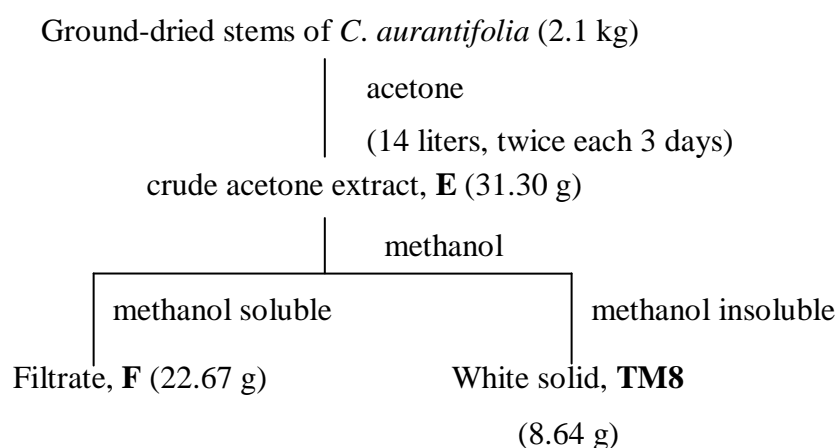 Ground-dried stems of C. aurantifolia (2.1 kg)
acetone
(14 liters, twice each 3 days)
crude acetone extract, E (31.30 g)
methanol
methanol soluble
methanol insoluble
Filtrate, F (22.67 g)
White solid, TM8
(8.64 g)